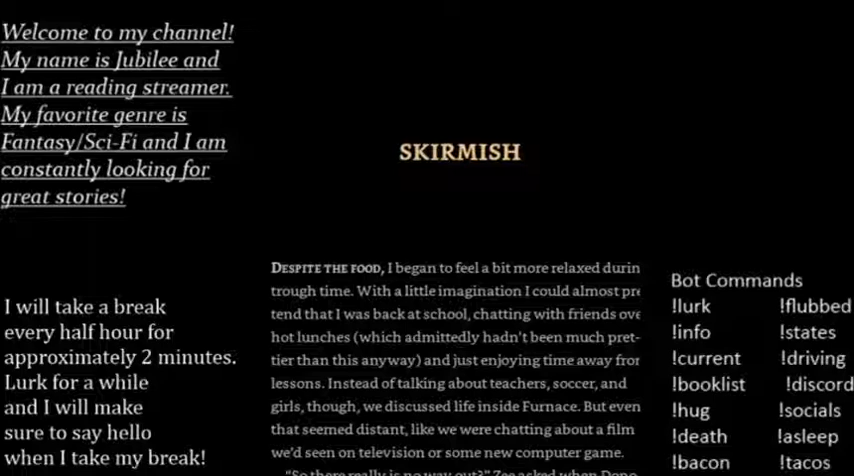 Welcome to my channel!
My name is Jubilee and
I am a reading streamer.
My favorite genre is
Fantasy/Sci-Fi and I am
constantly looking for
great stories!
I will take a break
every half hour for
approximately 2 minutes.
Lurk for a while
and I will make
sure to say hello
when I take my break!
SKIRMISH
DESPITE THE FOOD, I began to feel a bit more relaxed durin
trough time. With a little imagination I could almost pre
tend that I was back at school, chatting with friends ove
hot lunches (which admittedly hadn't been much pret-
tier than this anyway) and just enjoying time away fror
lessons. Instead of talking about teachers, soccer, and
girls, though, we discussed life inside Furnace. But even
that seemed distant, like we were chatting about a film
we'd seen on television or some new computer game.
"So there really is no way out?" Zee asked when Dono
Bot Commands
!lurk !flubbed
!info !states
!current !driving
!booklist !discord
!hug !socials
!death !asleep
!bacon !tacos